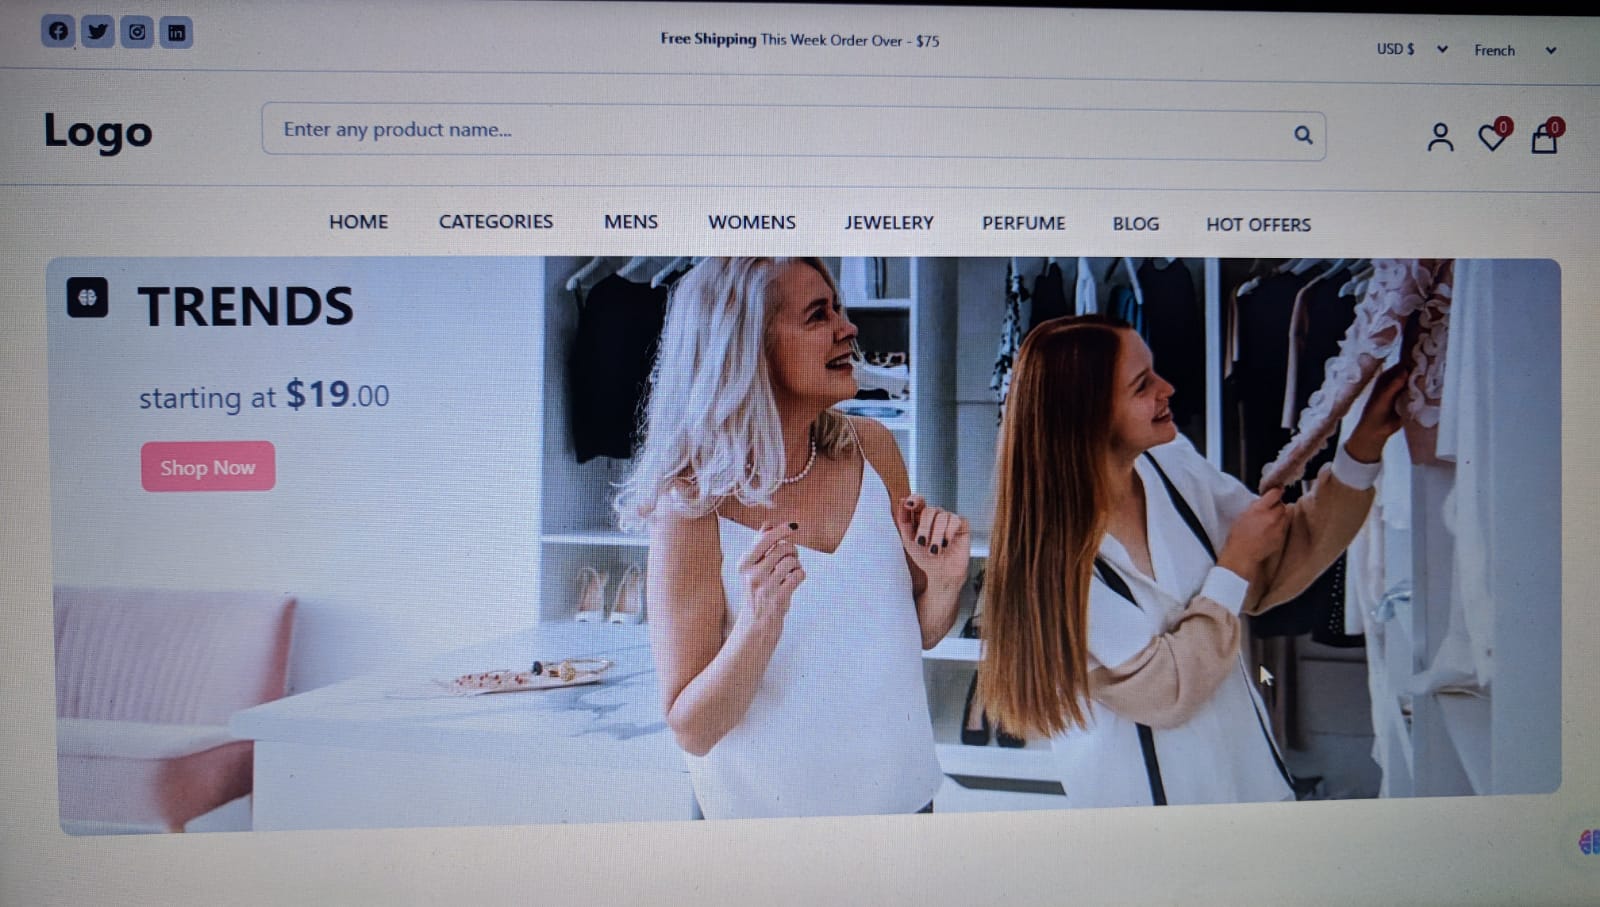 Free Shipping This Week Order Over - $75
USD $
French
Logo
Enter any product name...
0
0
HOME CATEGORIES MENS WOMENS JEWELERY PERFUME BLOG HOT OFFERS
TRENDS
starting at $19.00
Shop Now